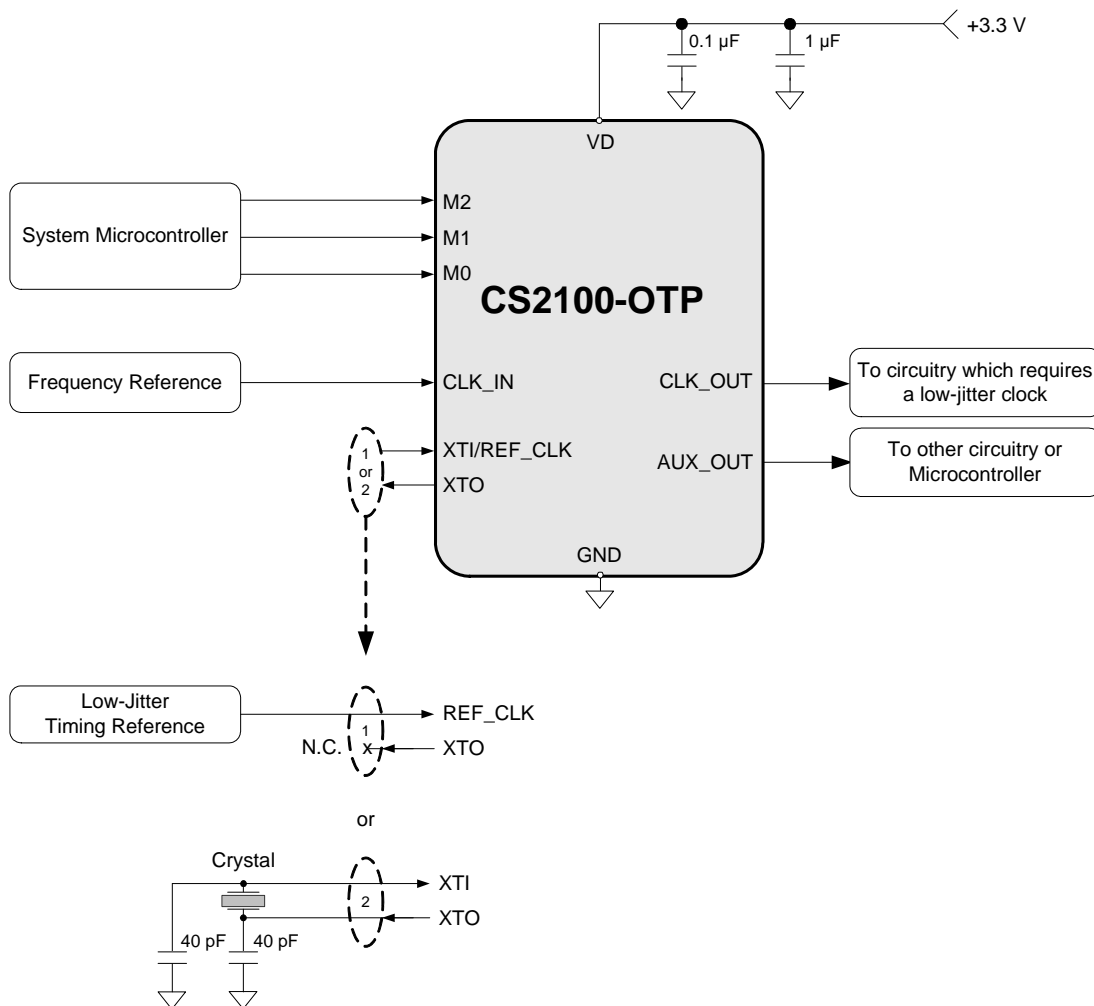 +3.3 V
0.1 µF
1 µF
VD
System Microcontroller
M2
M1
M0
CS2100-OTP
Frequency Reference
CLK_IN
CLK_OUT
To circuitry which requires
a low-jitter clock
1
or
2
XTI/REF_CLK
XTO
AUX_OUT
To other circuitry or
Microcontroller
GND
Low-Jitter
Timing Reference
REF_CLK
1
N.C.
x
XTO
or
Crystal
XTI
2
XTO
40 pF
40 pF